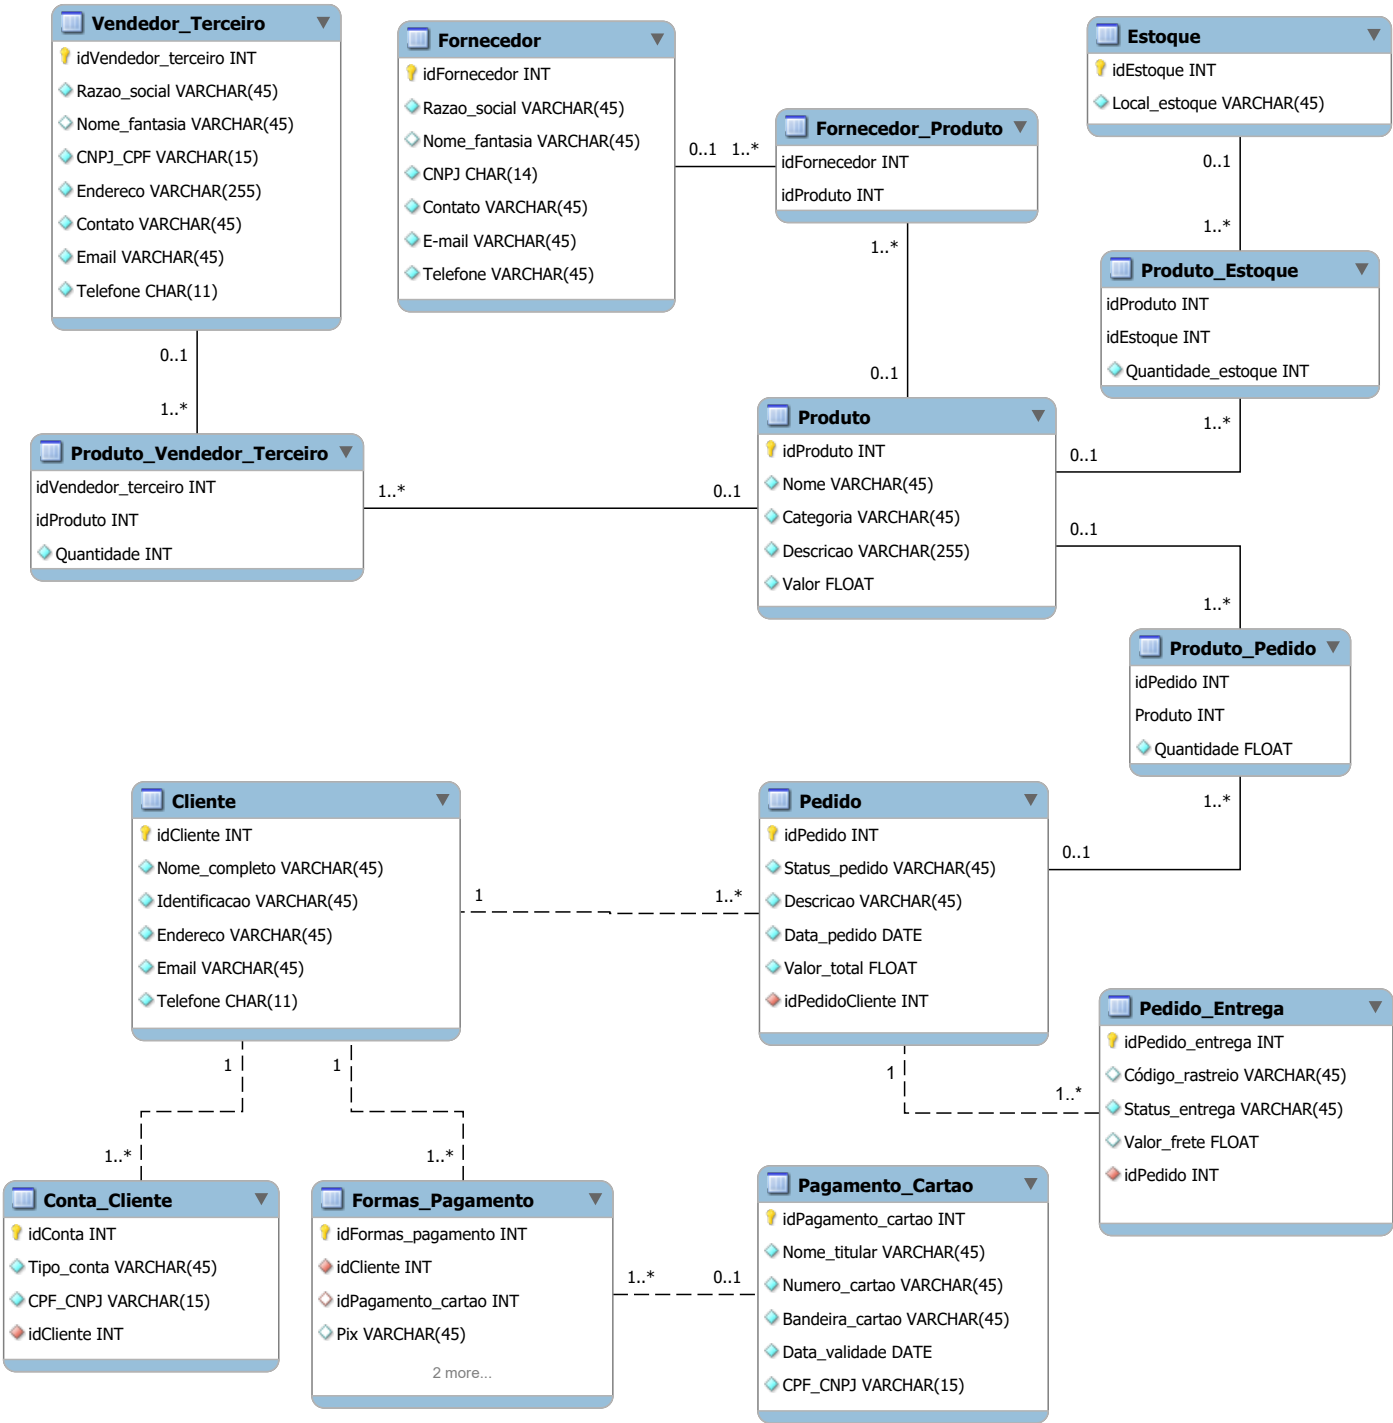 Vendedor_Terceiro
idVendedor_terceiro INT
Razao_social VARCHAR(45)
Nome_fantasia VARCHAR(45)
CNPJ_CPF VARCHAR(15)
Endereco VARCHAR(255)
Contato VARCHAR(45)
Email VARCHAR(45)
Telefone CHAR(11)
Fornecedor
idFornecedor INT
Razao_social VARCHAR(45)
Nome_fantasia VARCHAR(45)
CNPJ CHAR(14)
Contato VARCHAR(45)
E-mail VARCHAR(45)
Telefone VARCHAR(45)
0..1 1..*
Fornecedor_Produto
idFornecedor INT
idProduto INT
Estoque
idEstoque INT
Local_estoque VARCHAR(45)
0..1
1..*
Produto_Estoque
idProduto INT
idEstoque INT
Quantidade_estoque INT
1..*
0..1
1..*
0..1
0..1
1..*
Produto_Vendedor_Terceiro
idVendedor_terceiro INT
idProduto INT
Quantidade INT
1..*
0..1
Produto
idProduto INT
Nome VARCHAR(45)
Categoria VARCHAR(45)
Descricao VARCHAR(255)
Valor FLOAT
0..1
1..*
Produto_Pedido
idPedido INT
Produto INT
Quantidade FLOAT
1..*
0..1
Cliente
idCliente INT
Nome_completo VARCHAR(45)
Identificacao VARCHAR(45)
Endereco VARCHAR(45)
Email VARCHAR(45)
Telefone CHAR(11)
1
1..*
Pedido
idPedido INT
Status_pedido VARCHAR(45)
Descricao VARCHAR(45)
Data_pedido DATE
Valor_total FLOAT
idPedidoCliente INT
1
1..*
Pedido_Entrega
idPedido_entrega INT
Código_rastreio VARCHAR(45)
Status_entrega VARCHAR(45)
Valor_frete FLOAT
idPedido INT
1
1
1..*
1..*
Conta_Cliente
idConta INT
Tipo_conta VARCHAR(45)
CPF_CNPJ VARCHAR(15)
idCliente INT
Formas_Pagamento
idFormas_pagamento INT
idCliente INT
idPagamento_cartao INT
Pix VARCHAR(45)
2 more...
1..*
0..1
Pagamento_Cartao
idPagamento_cartao INT
Nome_titular VARCHAR(45)
Numero_cartao VARCHAR(45)
Bandeira_cartao VARCHAR(45)
Data_validade DATE
CPF_CNPJ VARCHAR(15)